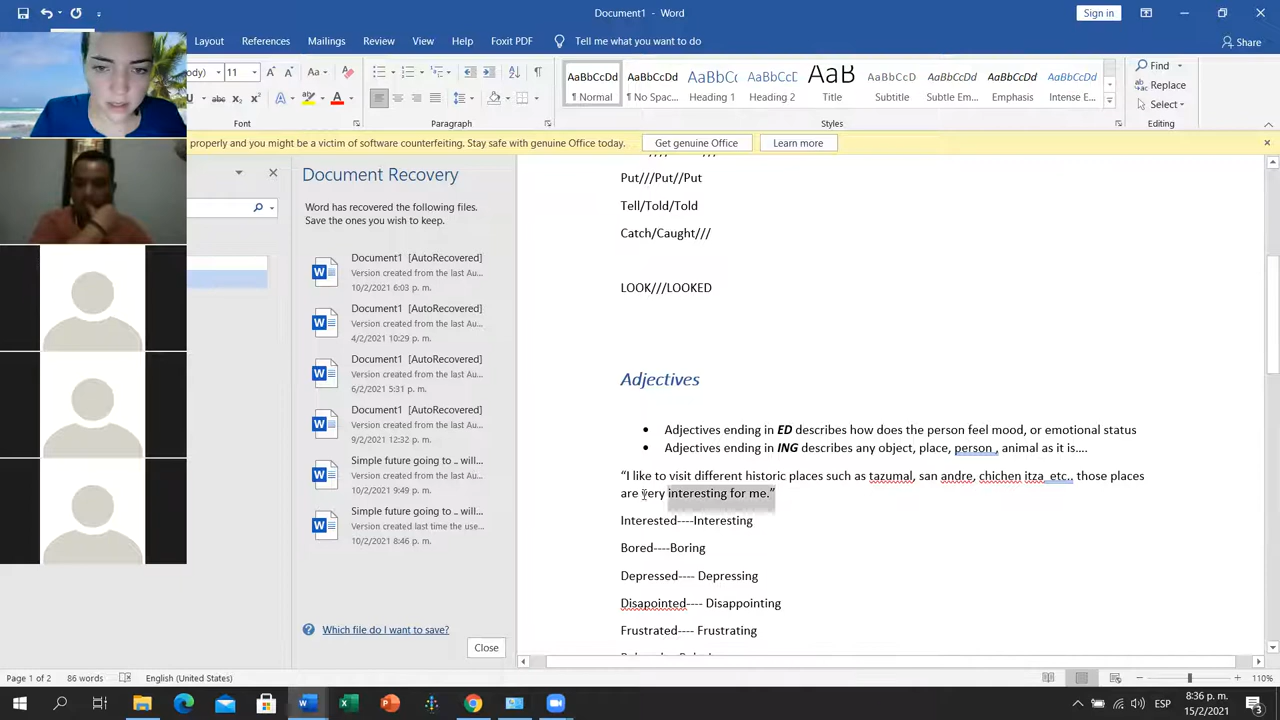 Document1 - Word
Sign in
Layout References Mailings Review View Help Foxit PDF Tell me what you want to do
Share
11
AaBbCcDd AaBbCcDd AaBbCc AaBbCcD AaB AaBbCcD AaBbCcDd AaBbCcDd AaBbCcDd
¶ Normal ¶ No Spac... Heading 1 Heading 2 Title Subtitle Subtle Em... Emphasis Intense E...
Find
Replace
Select
Font Paragraph Styles Editing
properly and you might be a victim of software counterfeiting. Stay safe with genuine Office today. Get genuine Office Learn more
Document Recovery
Word has recovered the following files.
Save the ones you wish to keep.
Document1 [AutoRecovered]
Version created from the last Au...
10/2/2021 6:03 p. m.
Document1 [AutoRecovered]
Version created from the last Au...
4/2/2021 10:29 p. m.
Document1 [AutoRecovered]
Version created from the last Au...
6/2/2021 5:31 p. m.
Document1 [AutoRecovered]
Version created from the last Au...
9/2/2021 12:32 p. m.
Simple future going to .. will...
Version created from the last Au...
10/2/2021 9:49 p. m.
Simple future going to .. will...
Version created last time the use...
10/2/2021 8:46 p. m.
Which file do I want to save?
Close
Put///Put//Put
Tell/Told/Told
Catch/Caught///
LOOK///LOOKED
Adjectives
• Adjectives ending in ED describes how does the person feel mood, or emotional status
• Adjectives ending in ING describes any object, place, person , animal as it is....
“I like to visit different historic places such as tazumal, san andre, chichen itza etc.. those places
are very interesting for me.”
Interested----Interesting
Bored----Boring
Depressed---- Depressing
Disapointed---- Disappointing
Frustrated---- Frustrating
Page 1 of 2 86 words English (United States) 110%
ESP
8:36 p. m.
15/2/2021
3